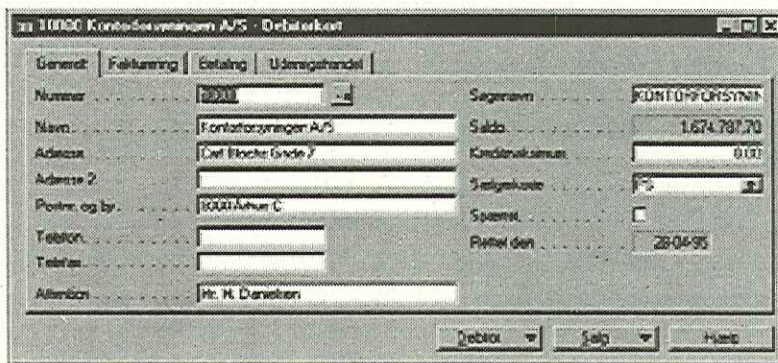 10000 Kontorforsyningen A/S - Debitorkort
Generelt Fakturering Betaling Udenrigshandel
Nummer 10000
Navn Kontorforsyningen A/S
Adresse Carl Blochs Gade 7
Adresse 2
Postnr. og by 8000 Århus C
Telefon
Telefax
Attention Hr. H. Danielsen
Søgenavn KONTORFORSYNIN
Saldo 1.674.787,70
Kreditmaksimum 0,00
Sælgerkode PS
Spærret
Rettet den 28-04-95
Debitor Salg Hjælp